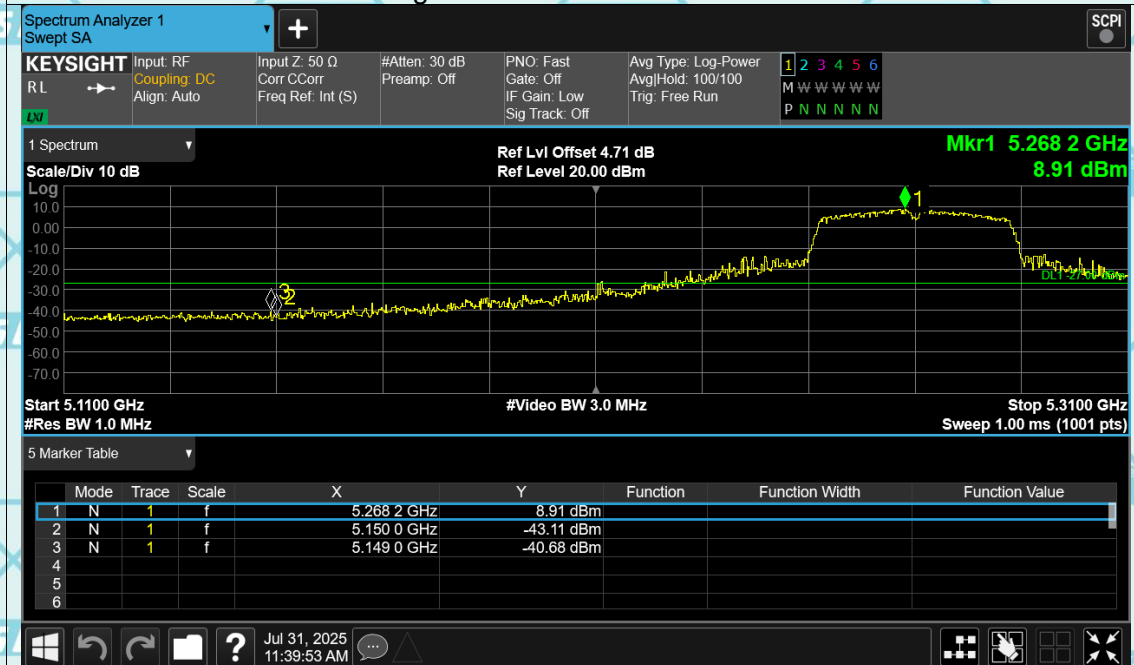 Spectrum Analyzer 1
Swept SA
+
SCPI
KEYSIGHT
RL
LXI
Input: RF
Coupling: DC
Align: Auto
Input Z: 50 Ω
Corr CCorr
Freq Ref: Int (S)
#Atten: 30 dB
Preamp: Off
PNO: Fast
Gate: Off
IF Gain: Low
Sig Track: Off
Avg Type: Log-Power
Avg|Hold: 100/100
Trig: Free Run
1 2 3 4 5 6
M W W W W W
P N N N N N
1 Spectrum
Scale/Div 10 dB
Ref Lvl Offset 4.71 dB
Ref Level 20.00 dBm
Mkr1 5.268 2 GHz
8.91 dBm
Log
10.0
0.00
-10.0
-20.0
-30.0
-40.0
-50.0
-60.0
-70.0
1
3
2
DL1 -27.00 dBm
Start 5.1100 GHz
#Video BW 3.0 MHz
Stop 5.3100 GHz
#Res BW 1.0 MHz
Sweep 1.00 ms (1001 pts)
5 Marker Table
Mode Trace Scale X Y Function Function Width Function Value
1 N 1 f 5.268 2 GHz 8.91 dBm
2 N 1 f 5.150 0 GHz -43.11 dBm
3 N 1 f 5.149 0 GHz -40.68 dBm
4
5
6
?
Jul 31, 2025
11:39:53 AM